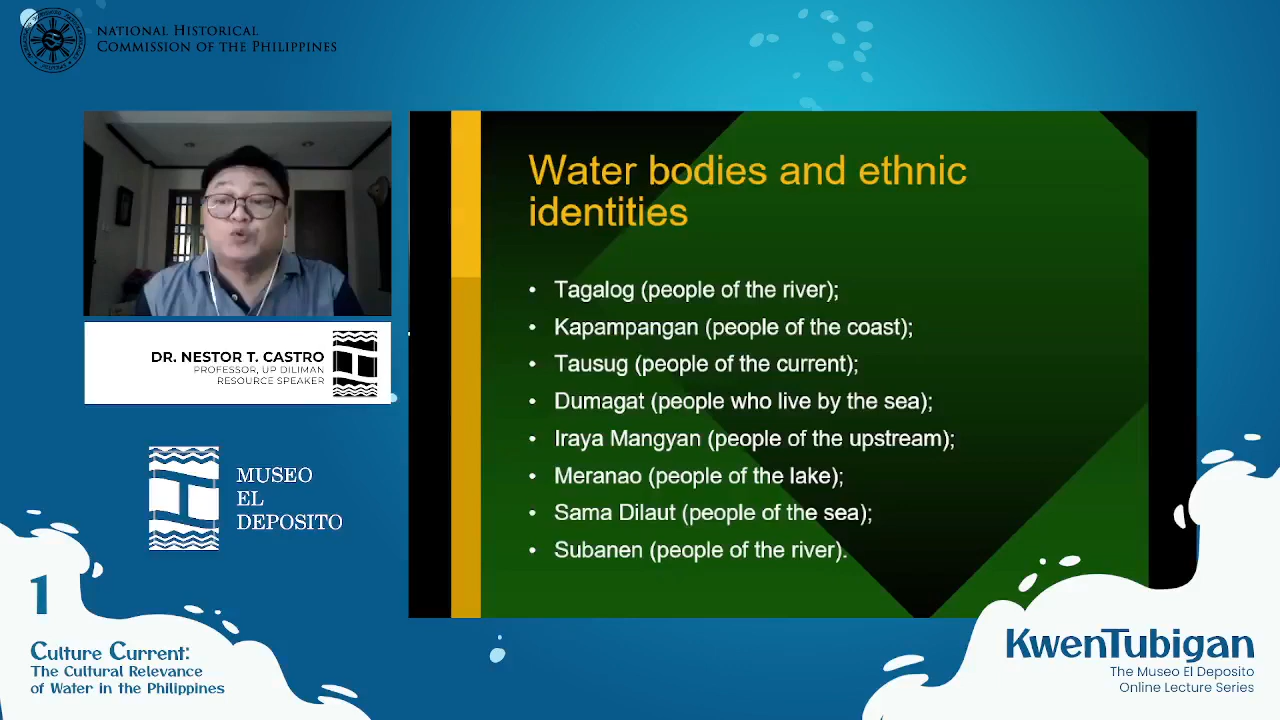 NATIONAL HISTORICAL
COMMISSION OF THE PHILIPPINES
Water bodies and ethnic
identities
• Tagalog (people of the river);
• Kapampangan (people of the coast);
• Tausug (people of the current);
• Dumagat (people who live by the sea);
• Iraya Mangyan (people of the upstream);
• Meranao (people of the lake);
• Sama Dilaut (people of the sea);
• Subanen (people of the river).
DR. NESTOR T. CASTRO
PROFESSOR, UP DILIMAN
RESOURCE SPEAKER
MUSEO
EL
DEPOSITO
1
Culture Current:
The Cultural Relevance
of Water in the Philippines
KwenTubigan
The Museo El Deposito
Online Lecture Series